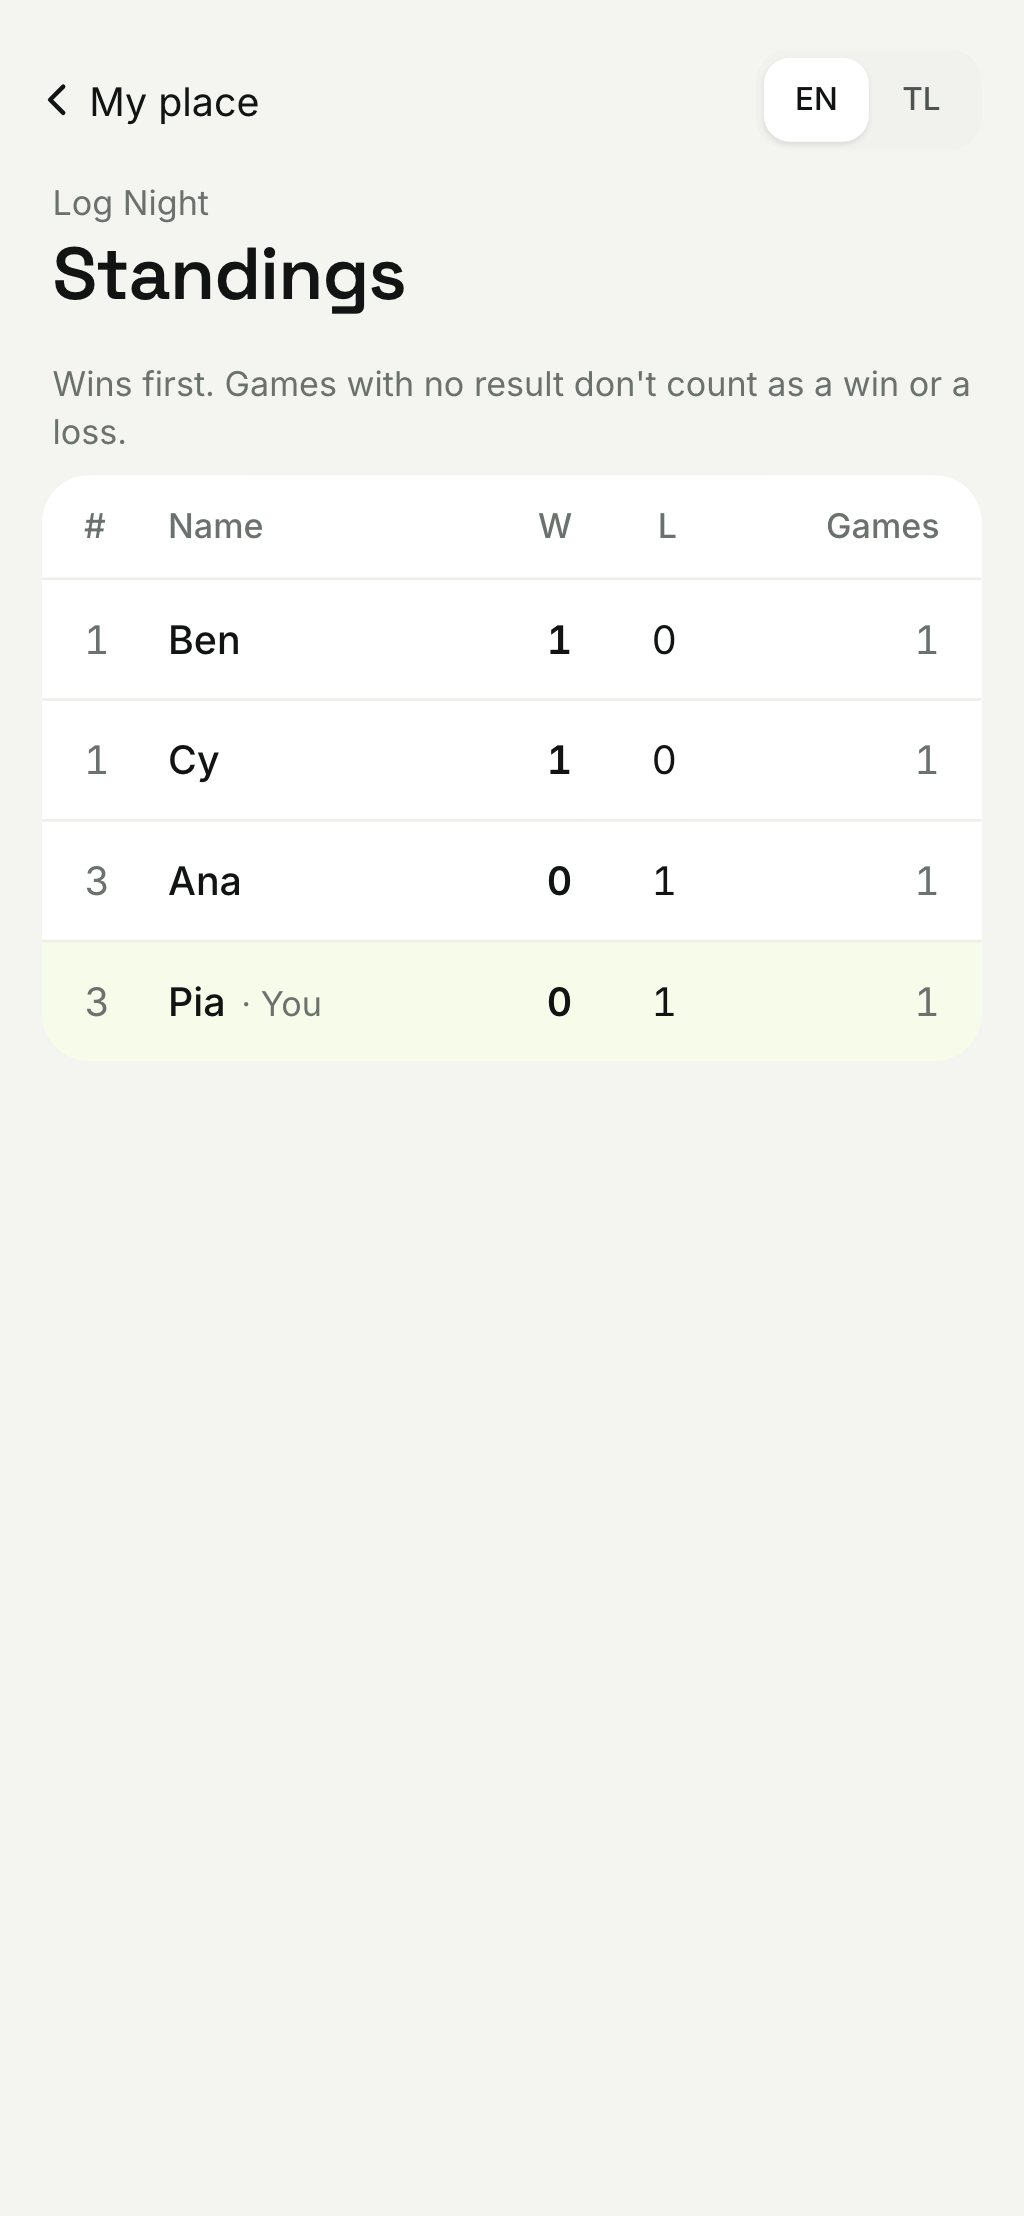 My place
EN TL
Log Night
Standings
Wins first. Games with no result don't count as a win or a
loss.
# Name W L Games
1 Ben 1 0 1
1 Cy 1 0 1
3 Ana 0 1 1
3 Pia · You 0 1 1